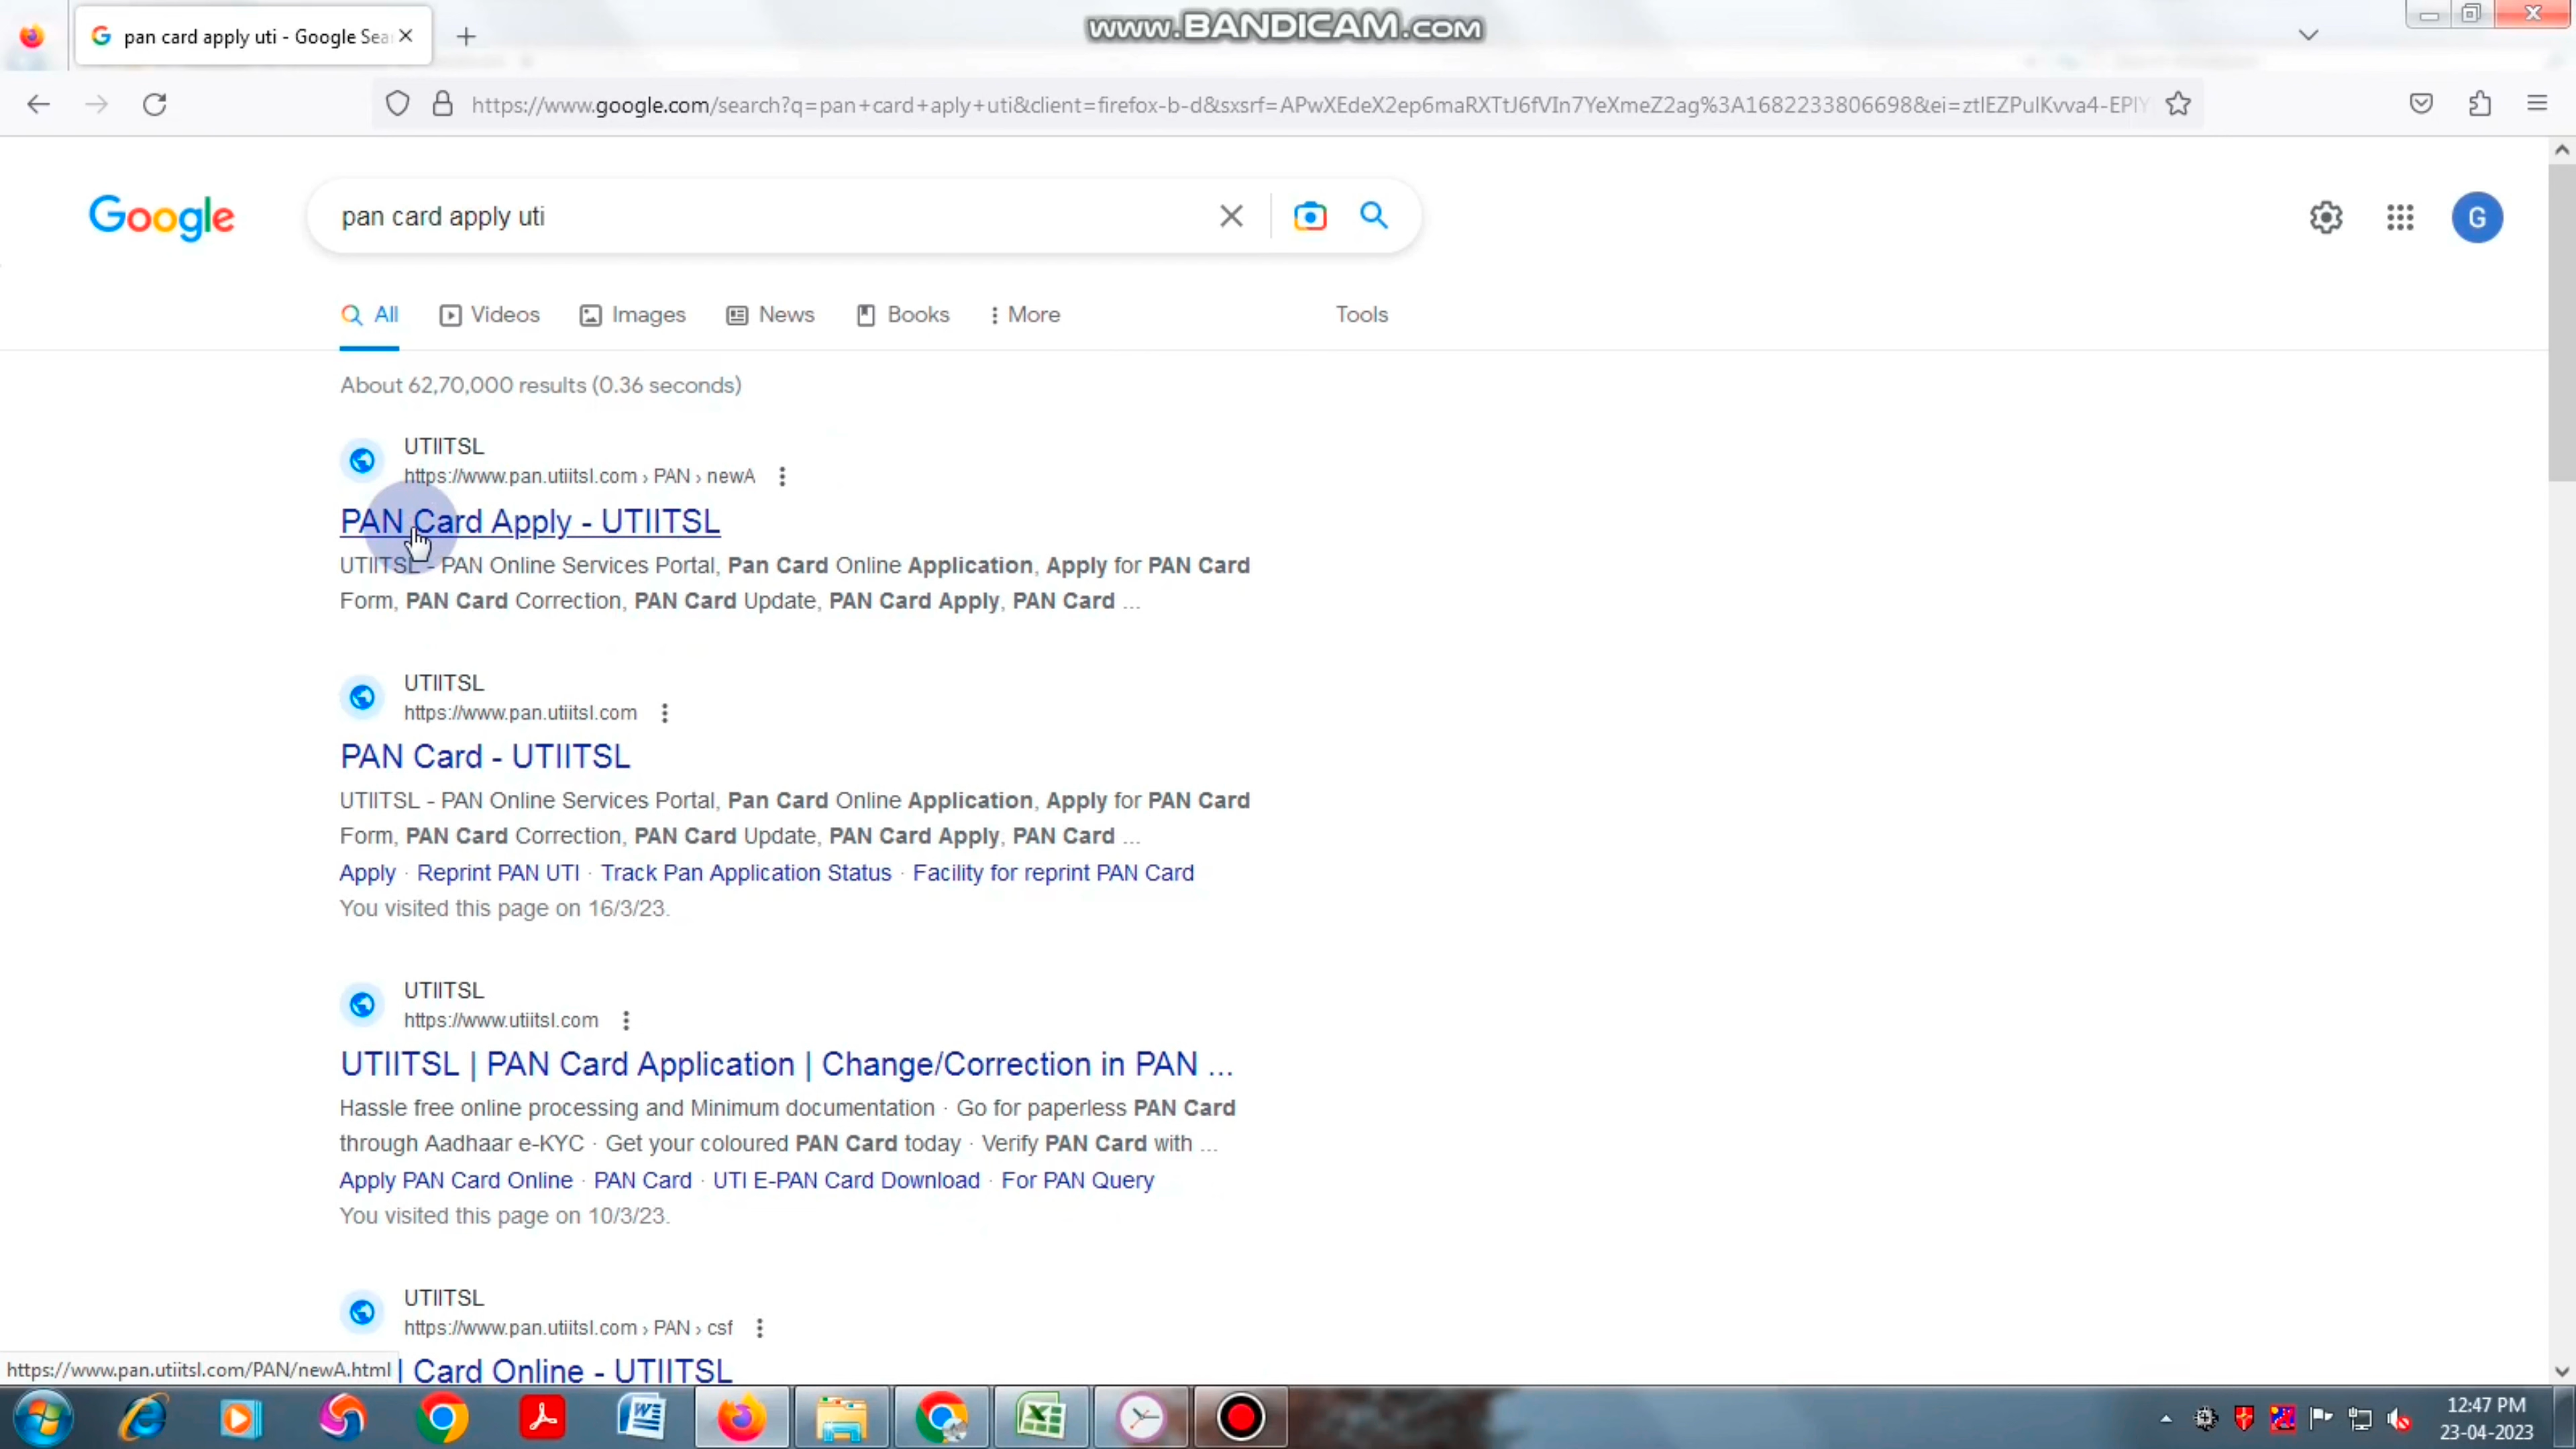 www.BANDICAM.com
pan card apply uti - Google Sea
https://www.google.com/search?q=pan+card+aply+uti&client=firefox-b-d&sxsrf=APwXEdeX2ep6maRXTtJ6fVIn7YeXmeZ2ag%3A1682233806698&ei=ztlEZPulKvva4-EPlY
Google
pan card apply uti
G
All Videos Images News Books More Tools
About 62,70,000 results (0.36 seconds)
UTIITSL
https://www.pan.utiitsl.com › PAN › newA
PAN Card Apply - UTIITSL
UTIITSL - PAN Online Services Portal, Pan Card Online Application, Apply for PAN Card
Form, PAN Card Correction, PAN Card Update, PAN Card Apply, PAN Card ...
UTIITSL
https://www.pan.utiitsl.com
PAN Card - UTIITSL
UTIITSL - PAN Online Services Portal, Pan Card Online Application, Apply for PAN Card
Form, PAN Card Correction, PAN Card Update, PAN Card Apply, PAN Card ...
Apply · Reprint PAN UTI · Track Pan Application Status · Facility for reprint PAN Card
You visited this page on 16/3/23.
UTIITSL
https://www.utiitsl.com
UTIITSL | PAN Card Application | Change/Correction in PAN ...
Hassle free online processing and Minimum documentation · Go for paperless PAN Card
through Aadhaar e-KYC · Get your coloured PAN Card today · Verify PAN Card with ...
Apply PAN Card Online · PAN Card · UTI E-PAN Card Download · For PAN Query
You visited this page on 10/3/23.
UTIITSL
https://www.pan.utiitsl.com › PAN › csf
| Card Online - UTIITSL
https://www.pan.utiitsl.com/PAN/newA.html
12:47 PM
23-04-2023